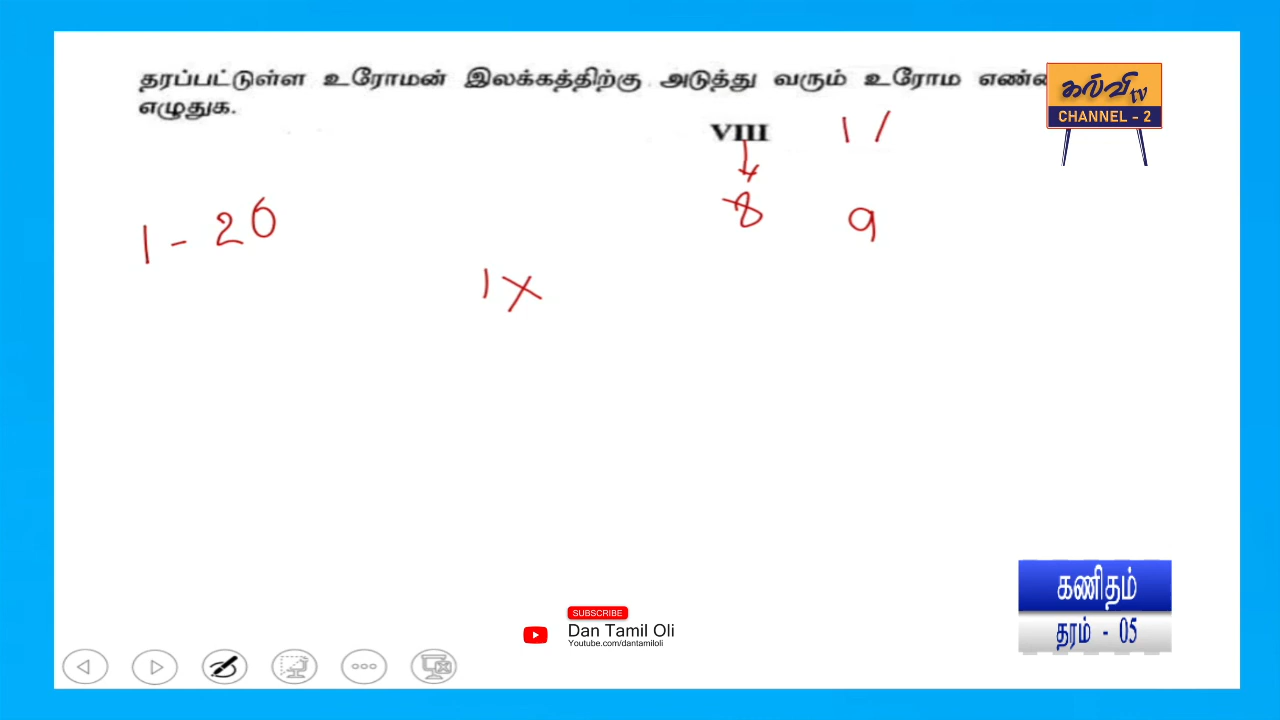 தரப்பட்டுள்ள உரோமன் இலக்கத்திற்கு அடுத்து வரும் உரோம
எழுதுக.
கல்வி tv
CHANNEL - 2
VIII I /
8 9
1 - 20
IX
SUBSCRIBE
Dan Tamil Oli
Youtube.com/dantamiloli
கணிதம்
தரம் - 05